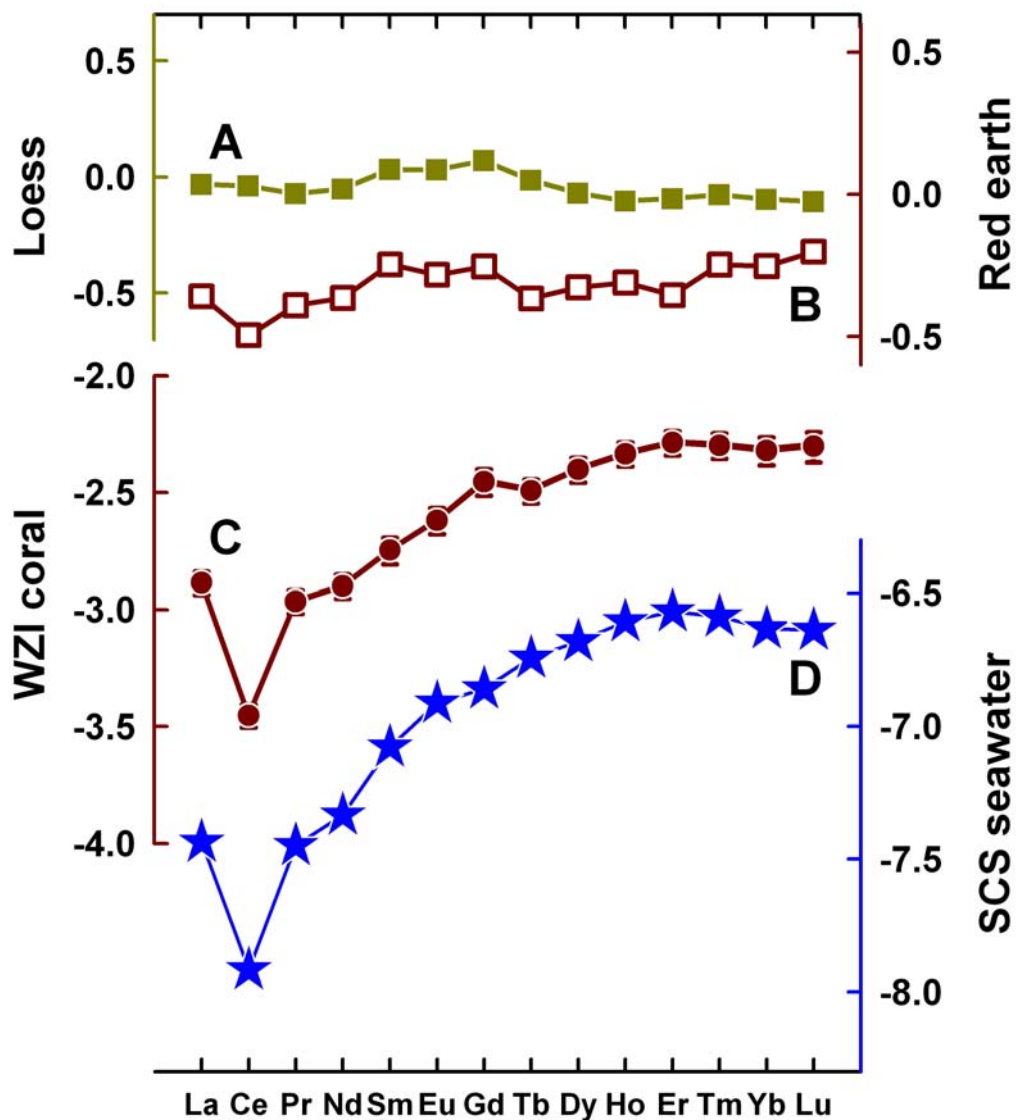 Loess
0.5
0.0
-0.5
A
Red earth
0.5
0.0
-0.5
B
WZI coral
-2.0
-2.5
-3.0
-3.5
-4.0
C
SCS seawater
-6.5
-7.0
-7.5
-8.0
D
La Ce Pr Nd Sm Eu Gd Tb Dy Ho Er Tm Yb Lu